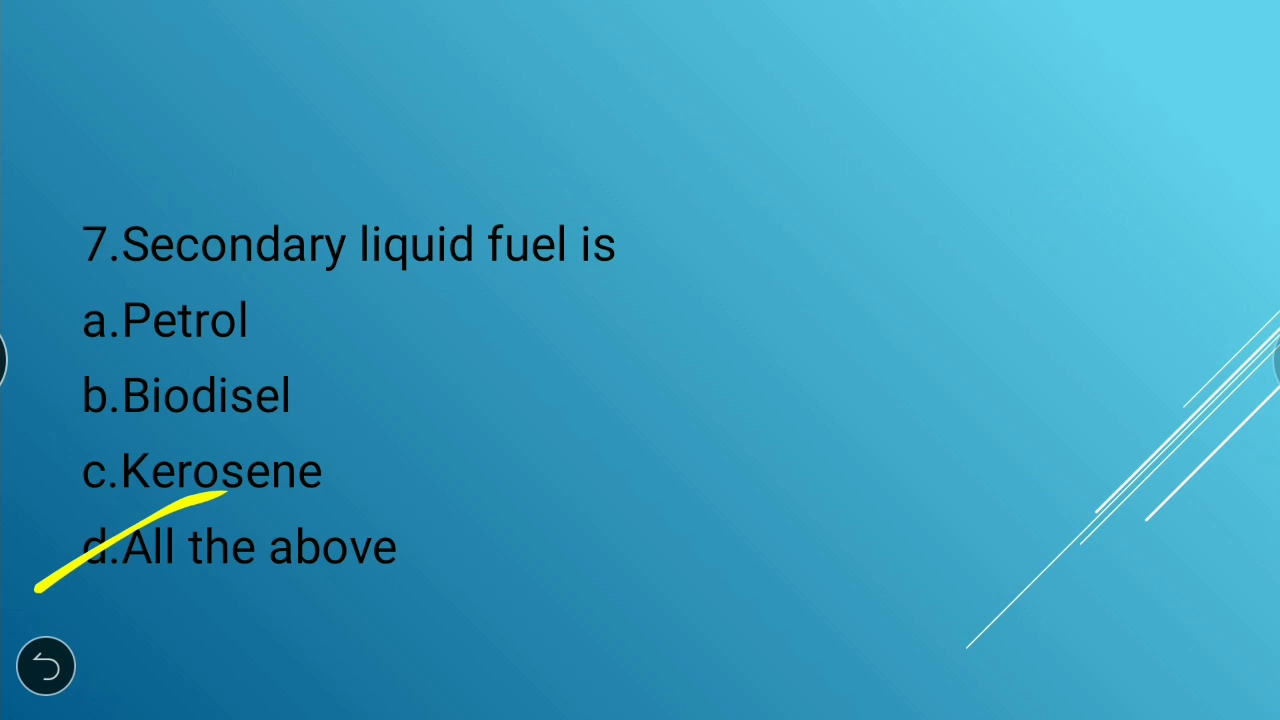 7.Secondary liquid fuel is
a.Petrol
b.Biodisel
c.Kerosene
d.All the above